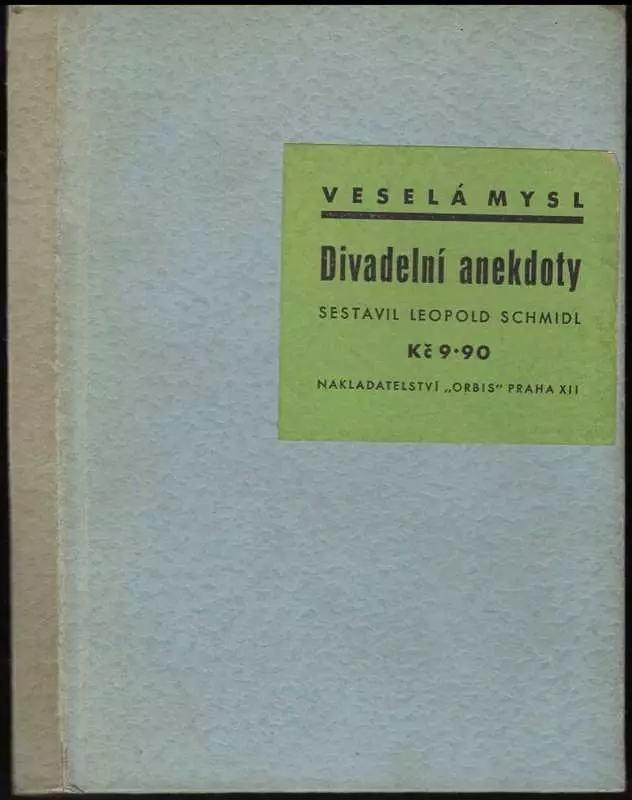 VESELÁ MYSL
Divadelní anekdoty
SESTAVIL LEOPOLD SCHMIDL
Kč 9·90
NAKLADATELSTVÍ „ORBIS“ PRAHA XII